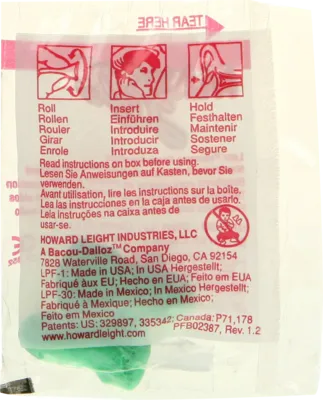 TEAR HERE
Roll Insert Hold
Rollen Einführen Festhalten
Rouler Introduire Maintenir
Girar Introducir Sostener
Enrole Introduza Segure
Read instructions on box before using.
Lesen Sie Anweisungen auf Kasten, bevor Sie
verwenden.
Avant utilisation, lire les instructions sur la boîte.
Lea instrucciones en la caja antes de usarlo.
Leia instruções na caixa antes de
usar-se.
HOWARD LEIGHT INDUSTRIES, LLC
A Bacou-Dalloz™ Company
7828 Waterville Road, San Diego, CA 92154
LPF-1: Made in USA; In USA Hergestellt;
Fabriqué aux EU; Hecho en EUA; Feito em EUA
LPF-30: Made in Mexico; In Mexico Hergestellt;
Fabriqué au Mexique; Hecho en Mexico;
Feito em Mexico
Patents: US: 329897, 335342; Canada: P71,178
www.howardleight.com PFB02387, Rev. 1.2